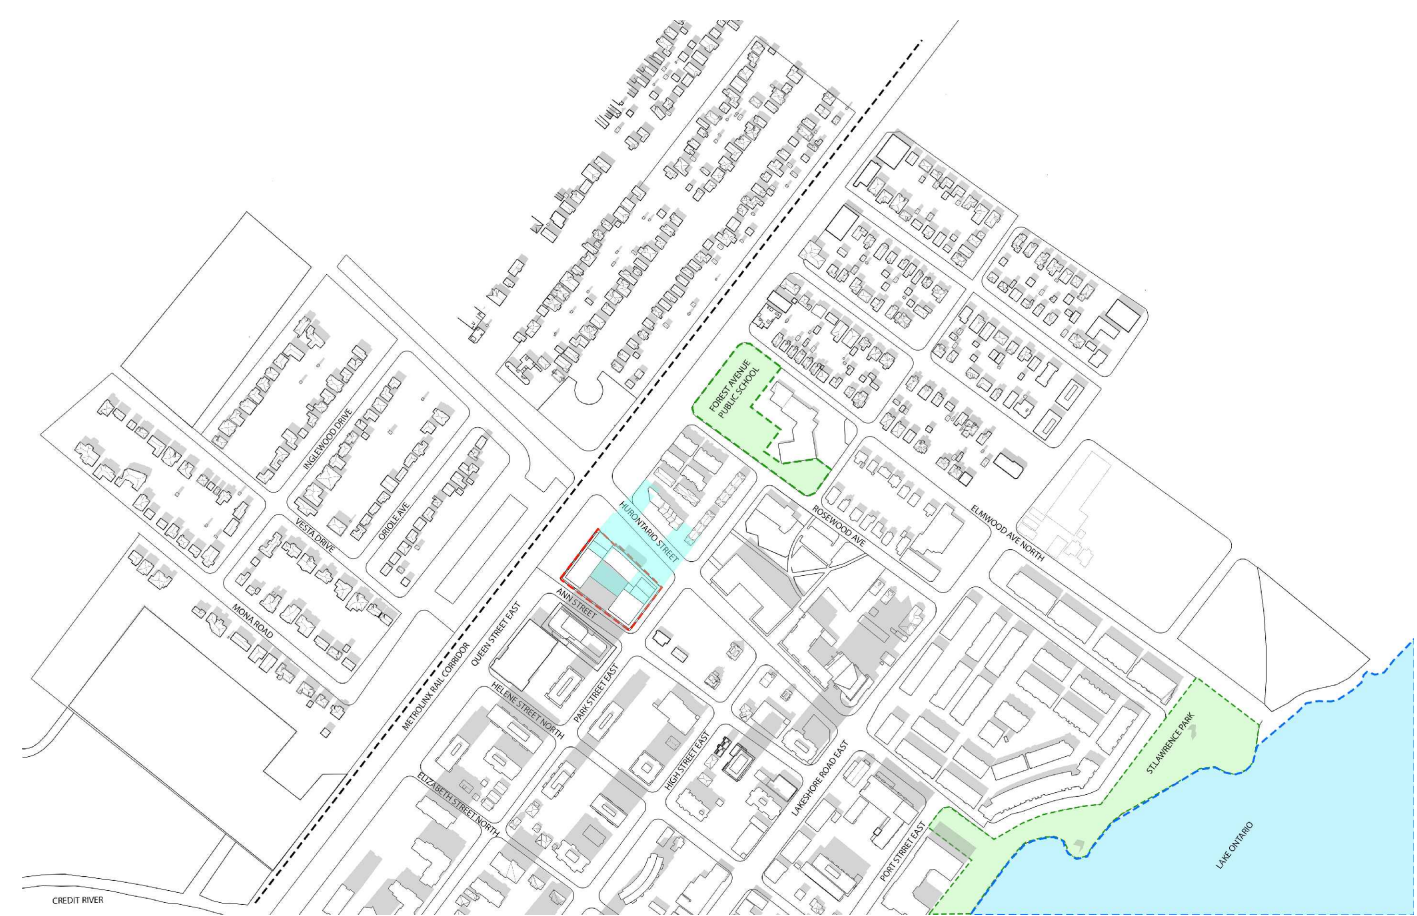 FOREST AVENUE
PUBLIC SCHOOL
INGLEWOOD DRIVE
HURONTARIO STREET
ROSEWOOD AVE
ELMWOOD AVE NORTH
VESTA DRIVE
ORIOLE AVE
MONA ROAD
ANN STREET
QUEEN STREET EAST
METROLINX RAIL CORRIDOR
HELENE STREET NORTH
PARK STREET EAST
HIGH STREET EAST
ELIZABETH STREET NORTH
LAKESHORE ROAD EAST
ST.LAWRENCE PARK
PORT STRRET EAST
LAKE ONTARIO
CREDIT RIVER